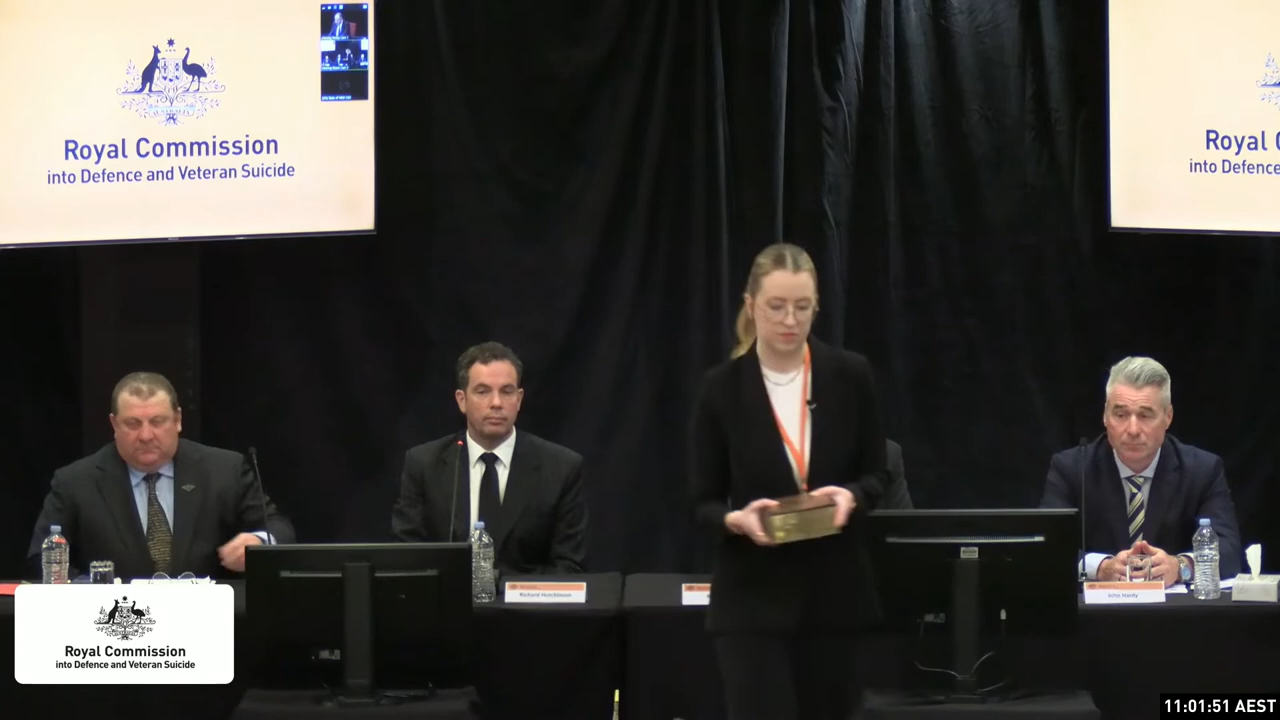 Royal Commission
into Defence and Veteran Suicide
Royal
into Defence
Richard Hutchinson
John Hardy
Royal Commission
into Defence and Veteran Suicide
11:01:51 AEST